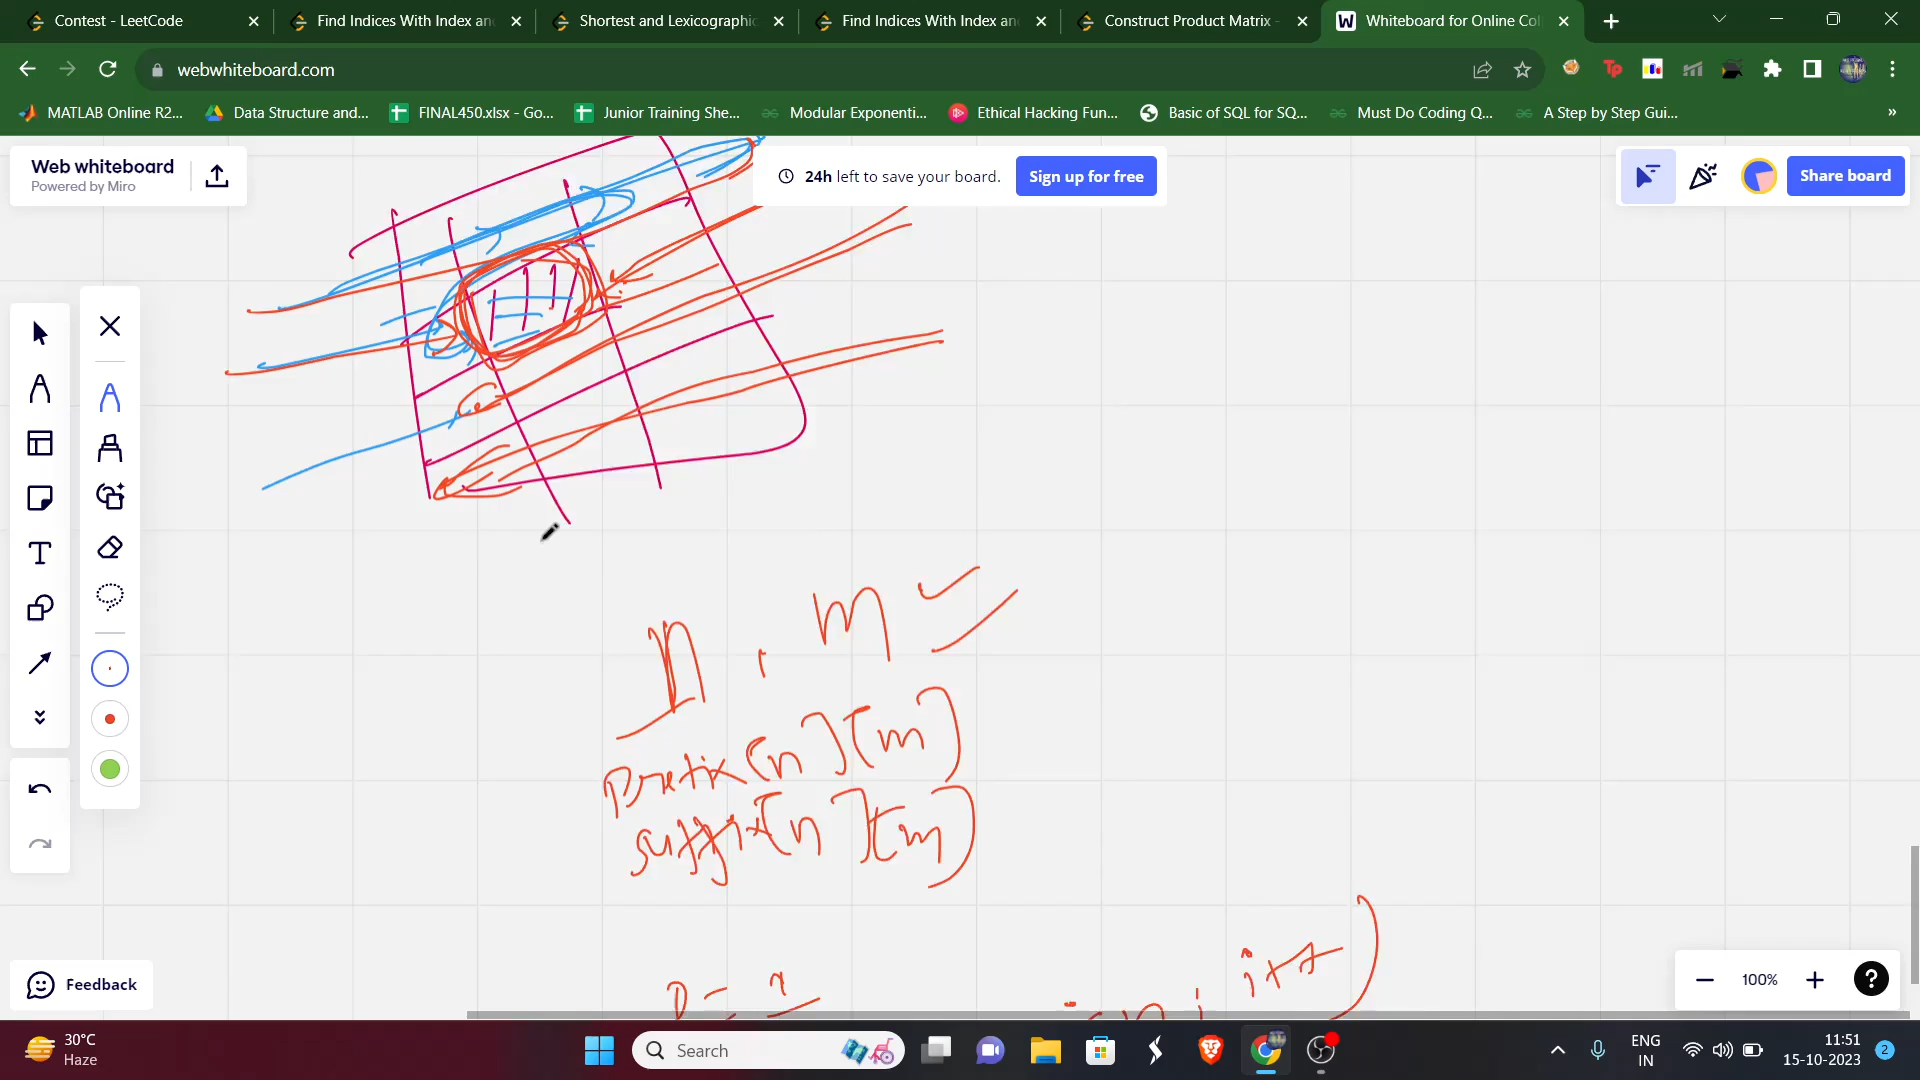 Contest - LeetCode
Find Indices With Index an
Shortest and Lexicographic
Find Indices With Index an
Construct Product Matrix -
Whiteboard for Online Col
webwhiteboard.com
MATLAB Online R2...
Data Structure and...
FINAL450.xlsx - Go...
Junior Training She...
Modular Exponenti...
Ethical Hacking Fun...
Basic of SQL for SQ...
Must Do Coding Q...
A Step by Step Gui...
»
Web whiteboard
Powered by Miro
24h left to save your board.
Sign up for free
Share board
n , m
prefix[n][m]
suffix[n][m]
i++)
Feedback
100%
30°C
Haze
Search
ENG
IN
11:51
15-10-2023
2